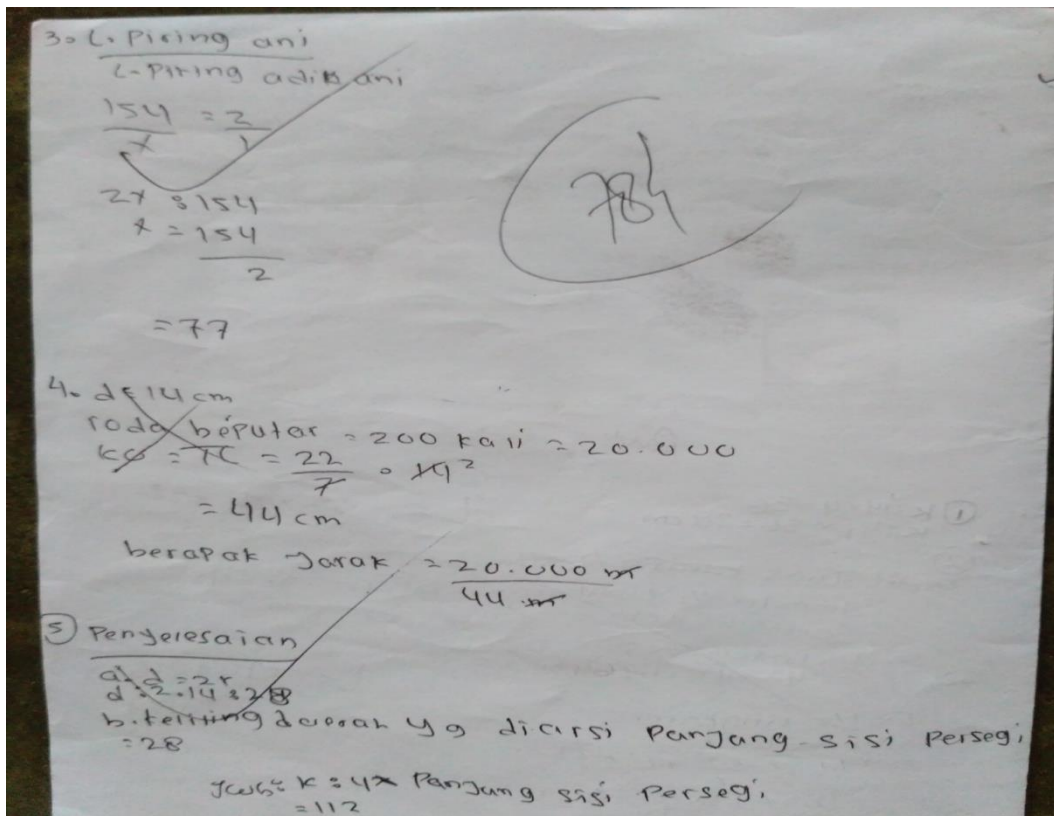 3. L. Piring ani
L. Piring adik ani
154 = 2
x 1
2x = 154
x = 154
2
= 77
784
4. d = 14 cm
roda beputar = 200 kali = 20.000
= 22 . 14 2
7
= 44 cm
berapak Jarak = 20.000 m
44 m
5 Penyelesaian
a) d = 2r
d = 2.14 = 28
b. keliling daerah yg diarsi Panjang sisi Persegi
= 28
Jwb: K = 4x Panjang sisi Persegi
= 112